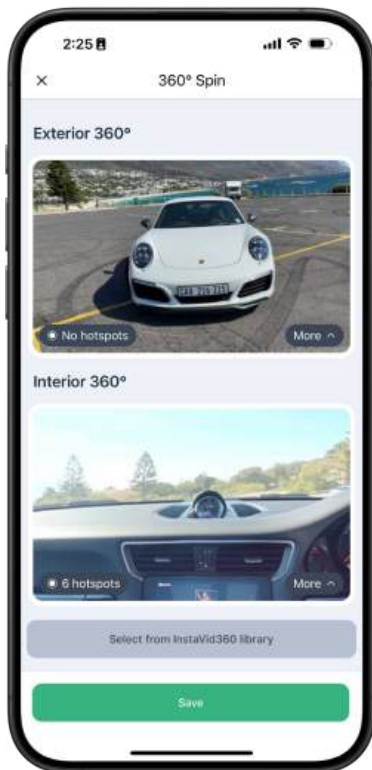 2:25
360° Spin
Exterior 360°
No hotspots
More
Interior 360°
6 hotspots
More
Select from InstaVid360 library
Save